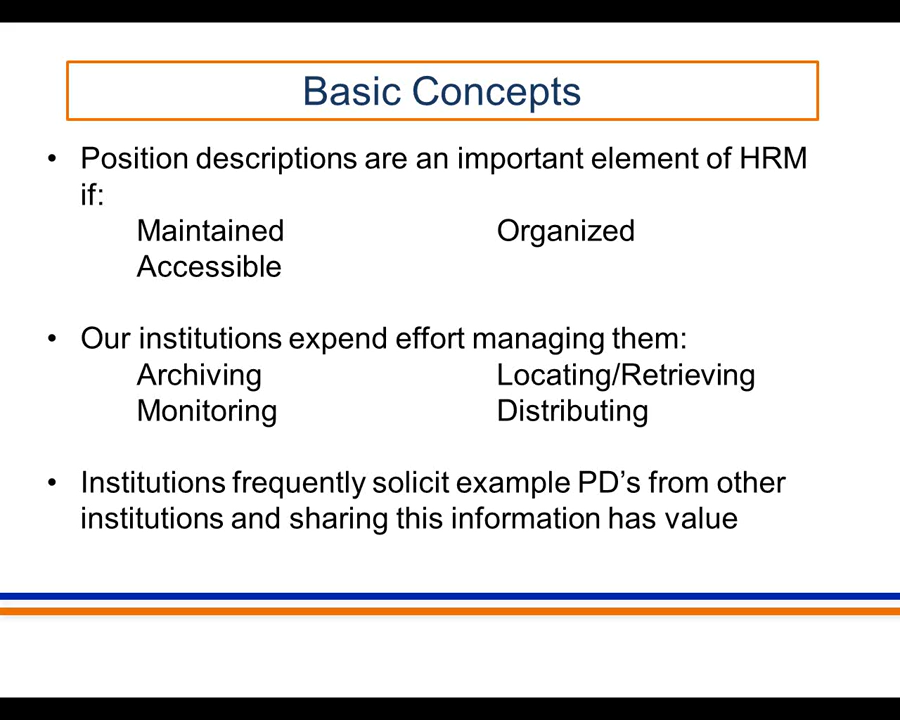 Basic Concepts
• Position descriptions are an important element of HRM
if:
Maintained Organized
Accessible
• Our institutions expend effort managing them:
Archiving Locating/Retrieving
Monitoring Distributing
• Institutions frequently solicit example PD’s from other
institutions and sharing this information has value